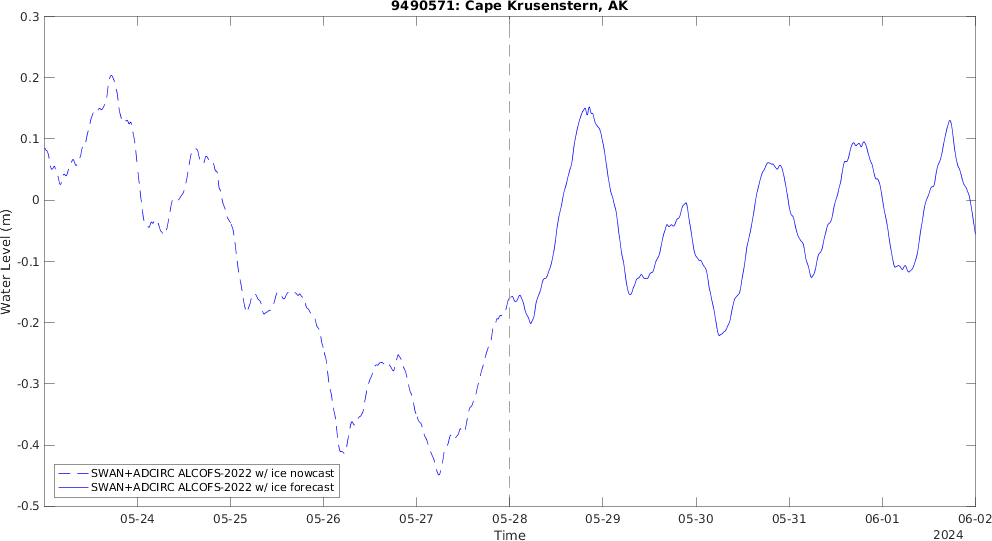 9490571: Cape Krusenstern, AK
0.3
0.2
0.1
0
-0.1
-0.2
-0.3
-0.4
-0.5
Water Level (m)
SWAN+ADCIRC ALCOFS-2022 w/ ice nowcast
SWAN+ADCIRC ALCOFS-2022 w/ ice forecast
05-24 05-25 05-26 05-27 05-28 05-29 05-30 05-31 06-01 06-02
Time
2024